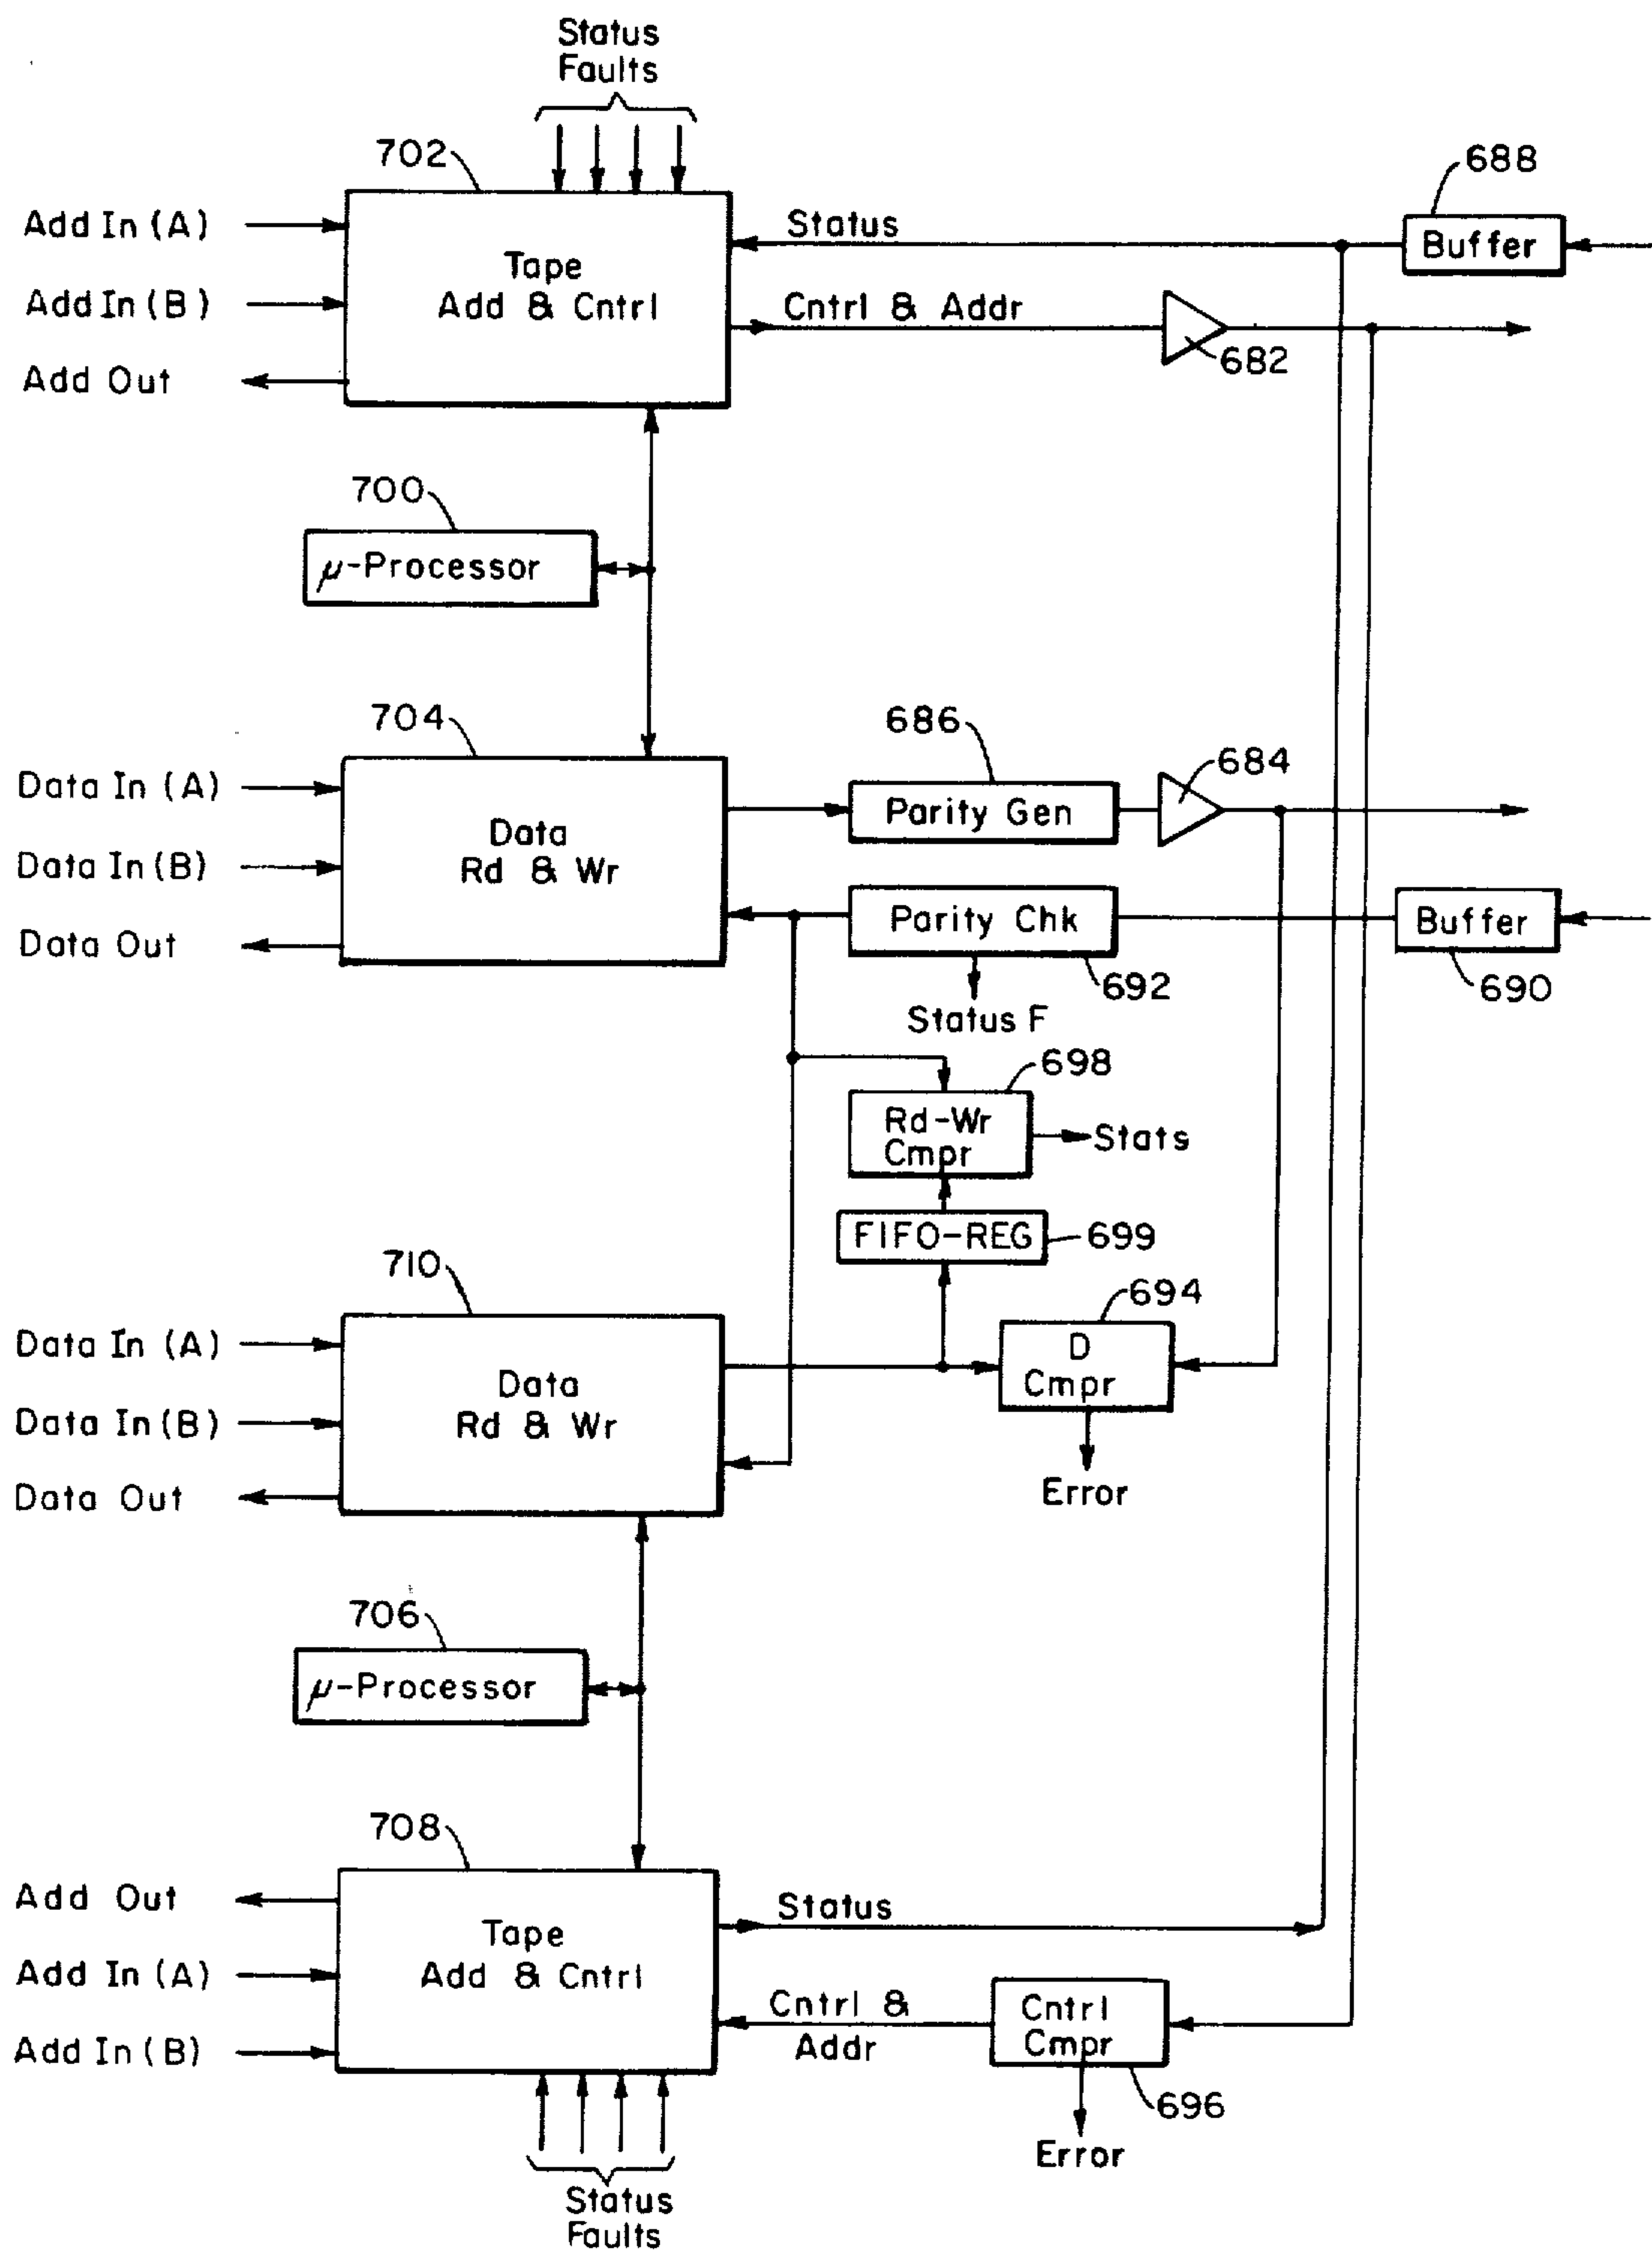 Status
Faults
702
688
Add In (A)
Status
Buffer
Tape
Add & Cntrl
Add In (B)
Cntrl & Addr
682
Add Out
700
μ-Processor
704
686
684
Data In (A)
Parity Gen
Data
Rd & Wr
Data In (B)
Parity Chk
Buffer
Data Out
692
690
Status F
698
Rd-Wr
Cmpr
Stats
FIFO-REG
699
710
694
Data In (A)
D
Cmpr
Data
Rd & Wr
Data In (B)
Data Out
Error
706
μ-Processor
708
Add Out
Status
Tape
Add & Cntrl
Add In (A)
Cntrl &
Addr
Cntrl
Cmpr
Add In (B)
696
Error
Status
Faults